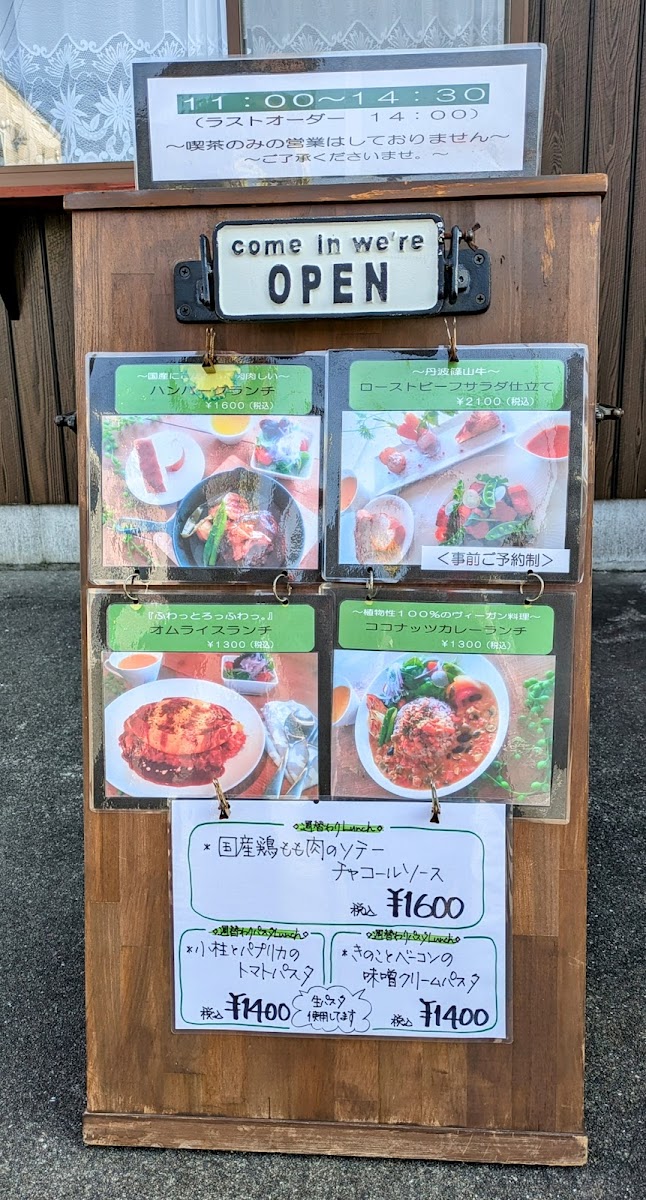 11：00～14：30
（ラストオーダー　14：00）
～喫茶のみの営業はしておりません～
～ご了承くださいませ。～
come in we're
OPEN
～国産に
肉しい～
ハンバーグランチ
￥1600（税込）
～丹波篠山牛～
ローストビーフサラダ仕立て
￥2100（税込）
＜事前ご予約制＞
『ふわっとろっふわっ。』
オムライスランチ
￥1300（税込）
～植物性100％のヴィーガン料理～
ココナッツカレーランチ
￥1300（税込）
週替わりLunch
*国産鶏もも肉のソテー
チャコールソース
税込 ¥1600
週替わりパスタLunch
*小柱とパプリカの
トマトパスタ
税込 ¥1400
週替わりパスタLunch
*きのことベーコンの
味噌クリームパスタ
税込 ¥1400
生パスタ
使用してます